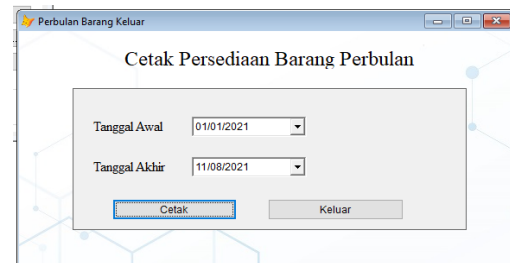 Perbulan Barang Keluar
Cetak Persediaan Barang Perbulan
Tanggal Awal 01/01/2021
Tanggal Akhir 11/08/2021
Cetak Keluar